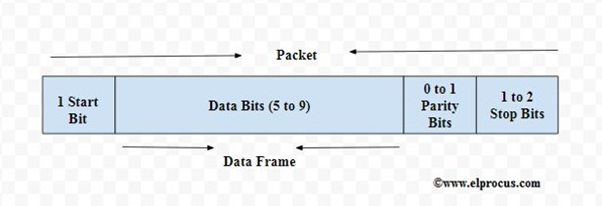 Packet
1 Start
Bit
Data Bits (5 to 9)
0 to 1
Parity
Bits
1 to 2
Stop Bits
Data Frame
©www.elprocus.com